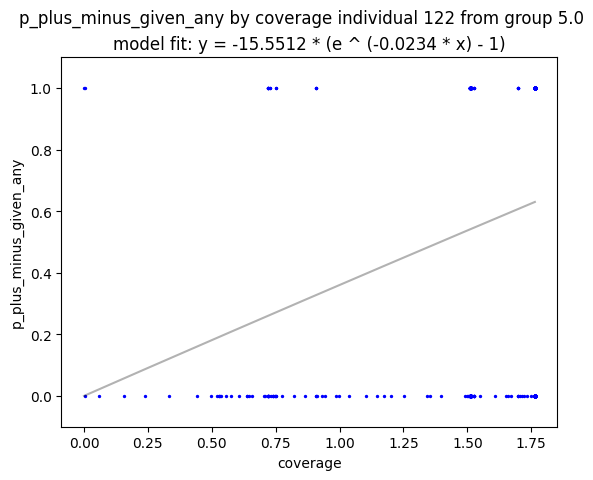 p_plus_minus_given_any by coverage individual 122 from group 5.0
model fit: y = -15.5512 * (e ^ (-0.0234 * x) - 1)
1.0
0.8
0.6
0.4
0.2
0.0
p_plus_minus_given_any
0.00 0.25 0.50 0.75 1.00 1.25 1.50 1.75
coverage